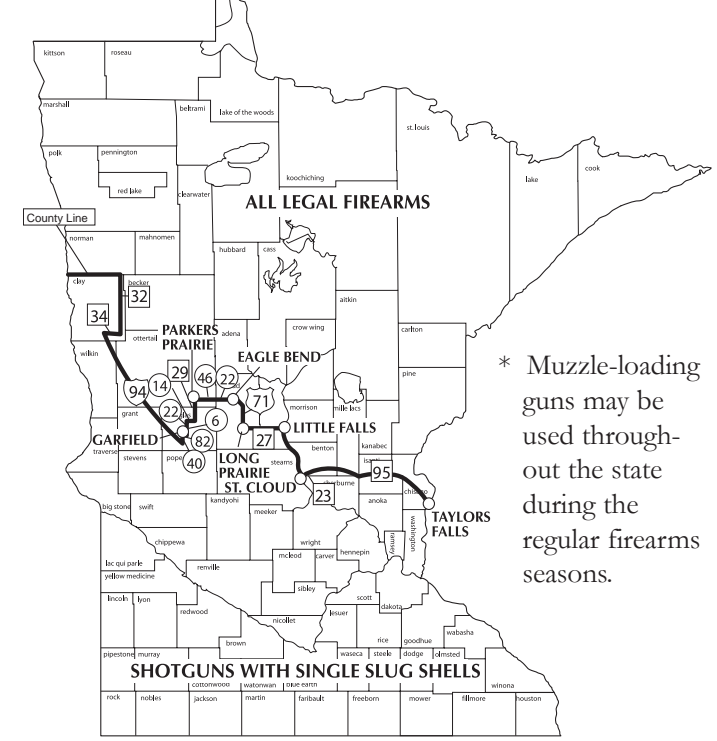 kittson
roseau
marshall
beltrami
lake of the woods
st.louis
polk
pennington
koochiching
lake
cook
red lake
clearwater
ALL LEGAL FIREARMS
County Line
norman
mahnomen
hubbard
cass
clay
becker
32
34
aitkin
ottertail
PARKERS
PRAIRIE
adena
crow wing
carlton
wilkin
EAGLE BEND
pine
29
46
22
94
14
71
grant
22
6
morrison
mille lacs
GARFIELD
82
LITTLE FALLS
27
traverse
stevens
pope
40
LONG
PRAIRIE
stearns
benton
kanabec
isanti
ST. CLOUD
95
23
sherburne
chisago
anoka
big stone
swift
kandyohi
meeker
TAYLORS
FALLS
washington
ramsey
chippewa
wright
hennepin
lac qui parle
renville
mcleod
carver
yellow medicine
sibley
scott
dakota
lincoln
lyon
redwood
nicollet
lesuer
rice
goodhue
wabasha
brown
pipestone
murray
waseca
steele
dodge
olmsted
SHOTGUNS WITH SINGLE SLUG SHELLS
cottonwood
watonwan
blue earth
winona
rock
nobles
jackson
martin
faribault
freeborn
mower
fillmore
houston
* Muzzle-loading
guns may be
used through-
out the state
during the
regular firearms
seasons.